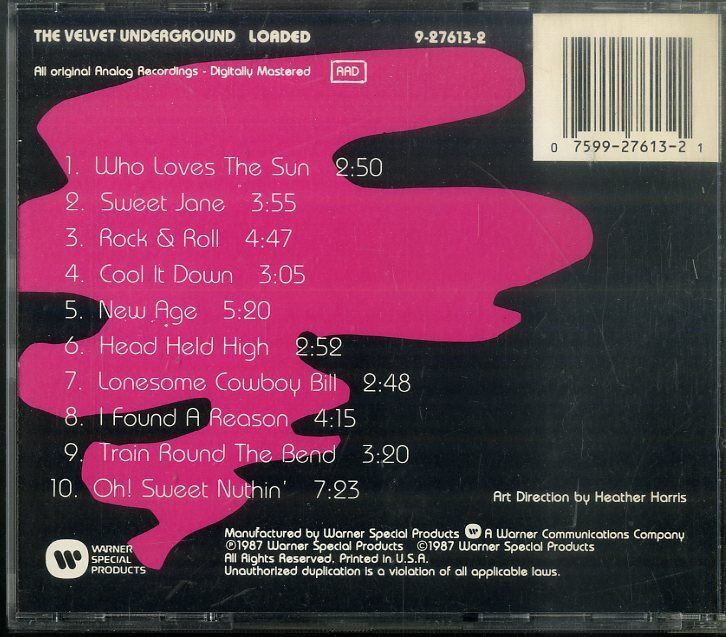 THE VELVET UNDERGROUND LOADED 9-27613-2
All original Analog Recordings - Digitally Mastered AAD
0 7599-27613-2 1
1. Who Loves The Sun 2:50
2. Sweet Jane 3:55
3. Rock & Roll 4:47
4. Cool It Down 3:05
5. New Age 5:20
6. Head Held High 2:52
7. Lonesome Cowboy Bill 2:48
8. I Found A Reason 4:15
9. Train Round The Bend 3:20
10. Oh! Sweet Nuthin' 7:23
Art Direction by Heather Harris
WARNER
SPECIAL
PRODUCTS
Manufactured by Warner Special Products A Warner Communications Company
℗1987 Warner Special Products ©1987 Warner Special Products
All Rights Reserved. Printed in U.S.A.
Unauthorized duplication is a violation of all applicable laws.